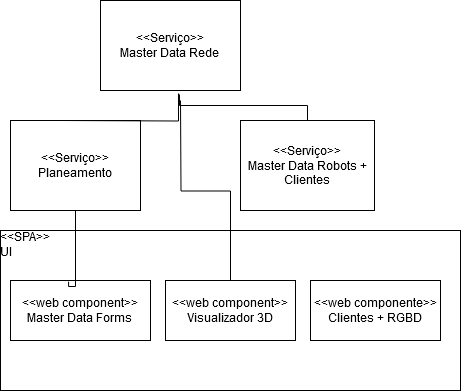 <<Serviço>>
Master Data Rede
<<Serviço>>
Planeamento
<<Serviço>>
Master Data Robots +
Clientes
<<SPA>>
UI
<<web component>>
Master Data Forms
<<web component>>
Visualizador 3D
<<web componente>>
Clientes + RGBD